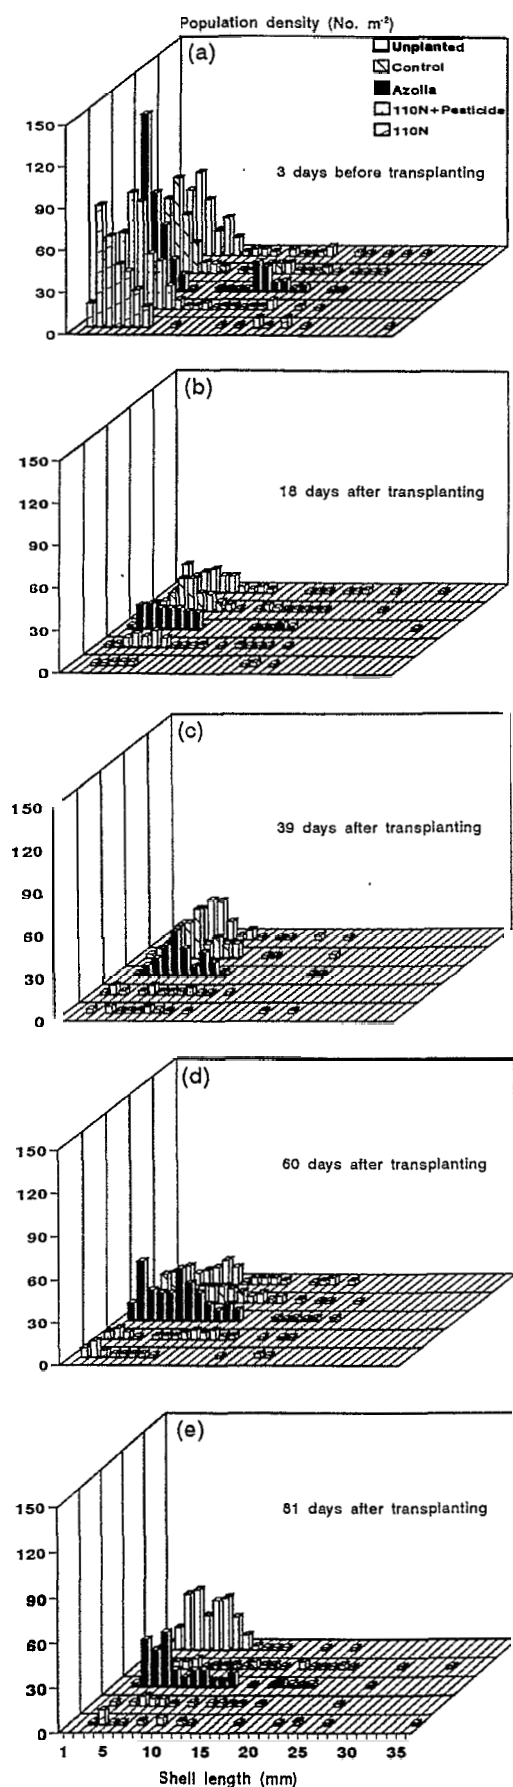 Population density (No. m⁻²)
(a)
Unplanted
Control
Azolla
110N+Pesticide
110N
3 days before transplanting
150
120
90
60
30
0
(b)
18 days after transplanting
150
120
90
60
30
0
(c)
39 days after transplanting
150
120
90
60
30
0
(d)
60 days after transplanting
150
120
90
60
30
0
(e)
81 days after transplanting
150
120
90
60
30
0
1 5 10 15 20 25 30 35
Shell length (mm)